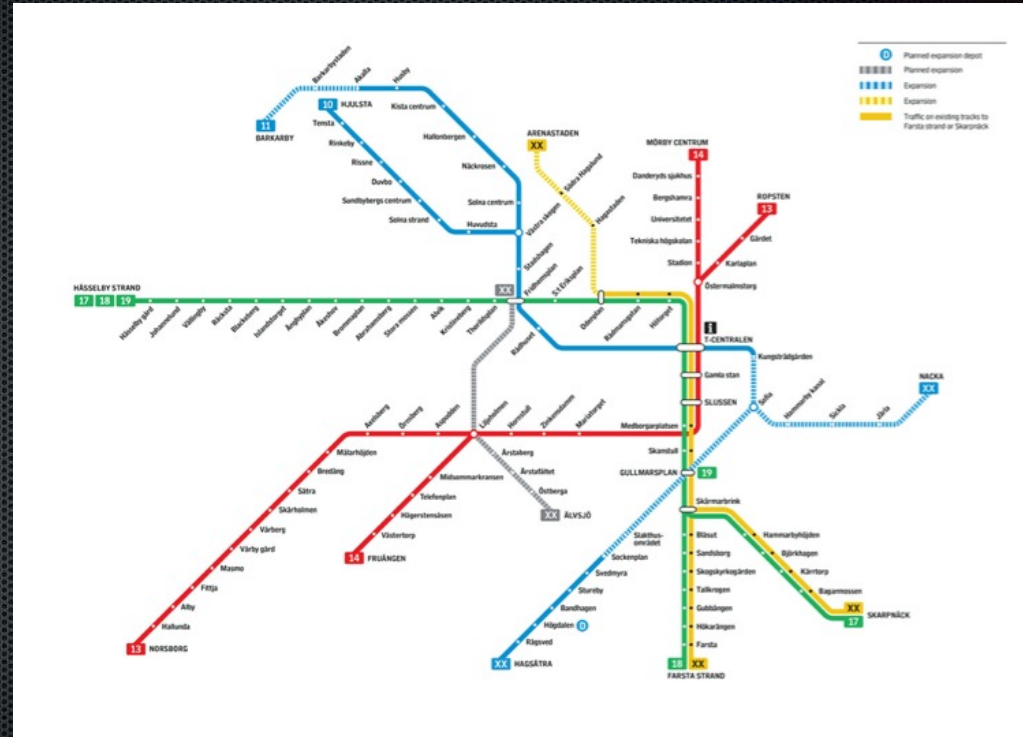 D Planned expansion depot
Planned expansion
Expansion
Expansion
Traffic on existing tracks to
Farsta strand or Skarpnäck
11
BARKARBY
Barkarbystaden
Akalla
Husby
Kista centrum
Hallonbergen
Näckrosen
Solna centrum
Västra skogen
Stadshagen
Fridhemsplan
10 HJULSTA
Tensta
Rinkeby
Rissne
Duvbo
Sundbybergs centrum
Solna strand
Huvudsta
ARENASTADEN
XX
Södra Hagalund
Hagastaden
MÖRBY CENTRUM
14
Danderyds sjukhus
Bergshamra
Universitetet
Tekniska högskolan
Stadion
ROPSTEN
13
Gärdet
Karlaplan
Östermalmstorg
HÄSSELBY STRAND
17 18 19
Hässelby gård
Johannelund
Vällingby
Råcksta
Blackeberg
Islandstorget
Ängbyplan
Åkeshov
Brommaplan
Abrahamsberg
Stora mossen
Alvik
Kristineberg
Thorildsplan
XX
S:t Eriksplan
Odenplan
Rådmansgatan
Hötorget
Rådhuset
i
T-CENTRALEN
Kungsträdgården
Gamla stan
SLUSSEN
Sofia
Hammarby kanal
Sickla
Järla
NACKA
XX
Medborgarplatsen
Skanstull
GULLMARSPLAN 19
Skärmarbrink
Axelsberg
Örnsberg
Aspudden
Liljeholmen
Hornstull
Zinkensdamm
Mariatorget
Mälarhöjden
Bredäng
Sätra
Skärholmen
Vårberg
Vårby gård
Masmo
Fittja
Alby
Hallunda
13 NORSBORG
Midsommarkransen
Telefonplan
Hägerstensåsen
Västertorp
14 FRUÄNGEN
Årstaberg
Årstafältet
Östberga
XX ÄLVSJÖ
Slakthus-
området
Sockenplan
Svedmyra
Stureby
Bandhagen
Högdalen D
Rågsved
XX HAGSÄTRA
Blåsut
Sandsborg
Skogskyrkogården
Tallkrogen
Gubbängen
Hökarängen
Farsta
18 XX
FARSTA STRAND
Hammarbyhöjden
Björkhagen
Kärrtorp
Bagarmossen
XX
17
SKARPNÄCK